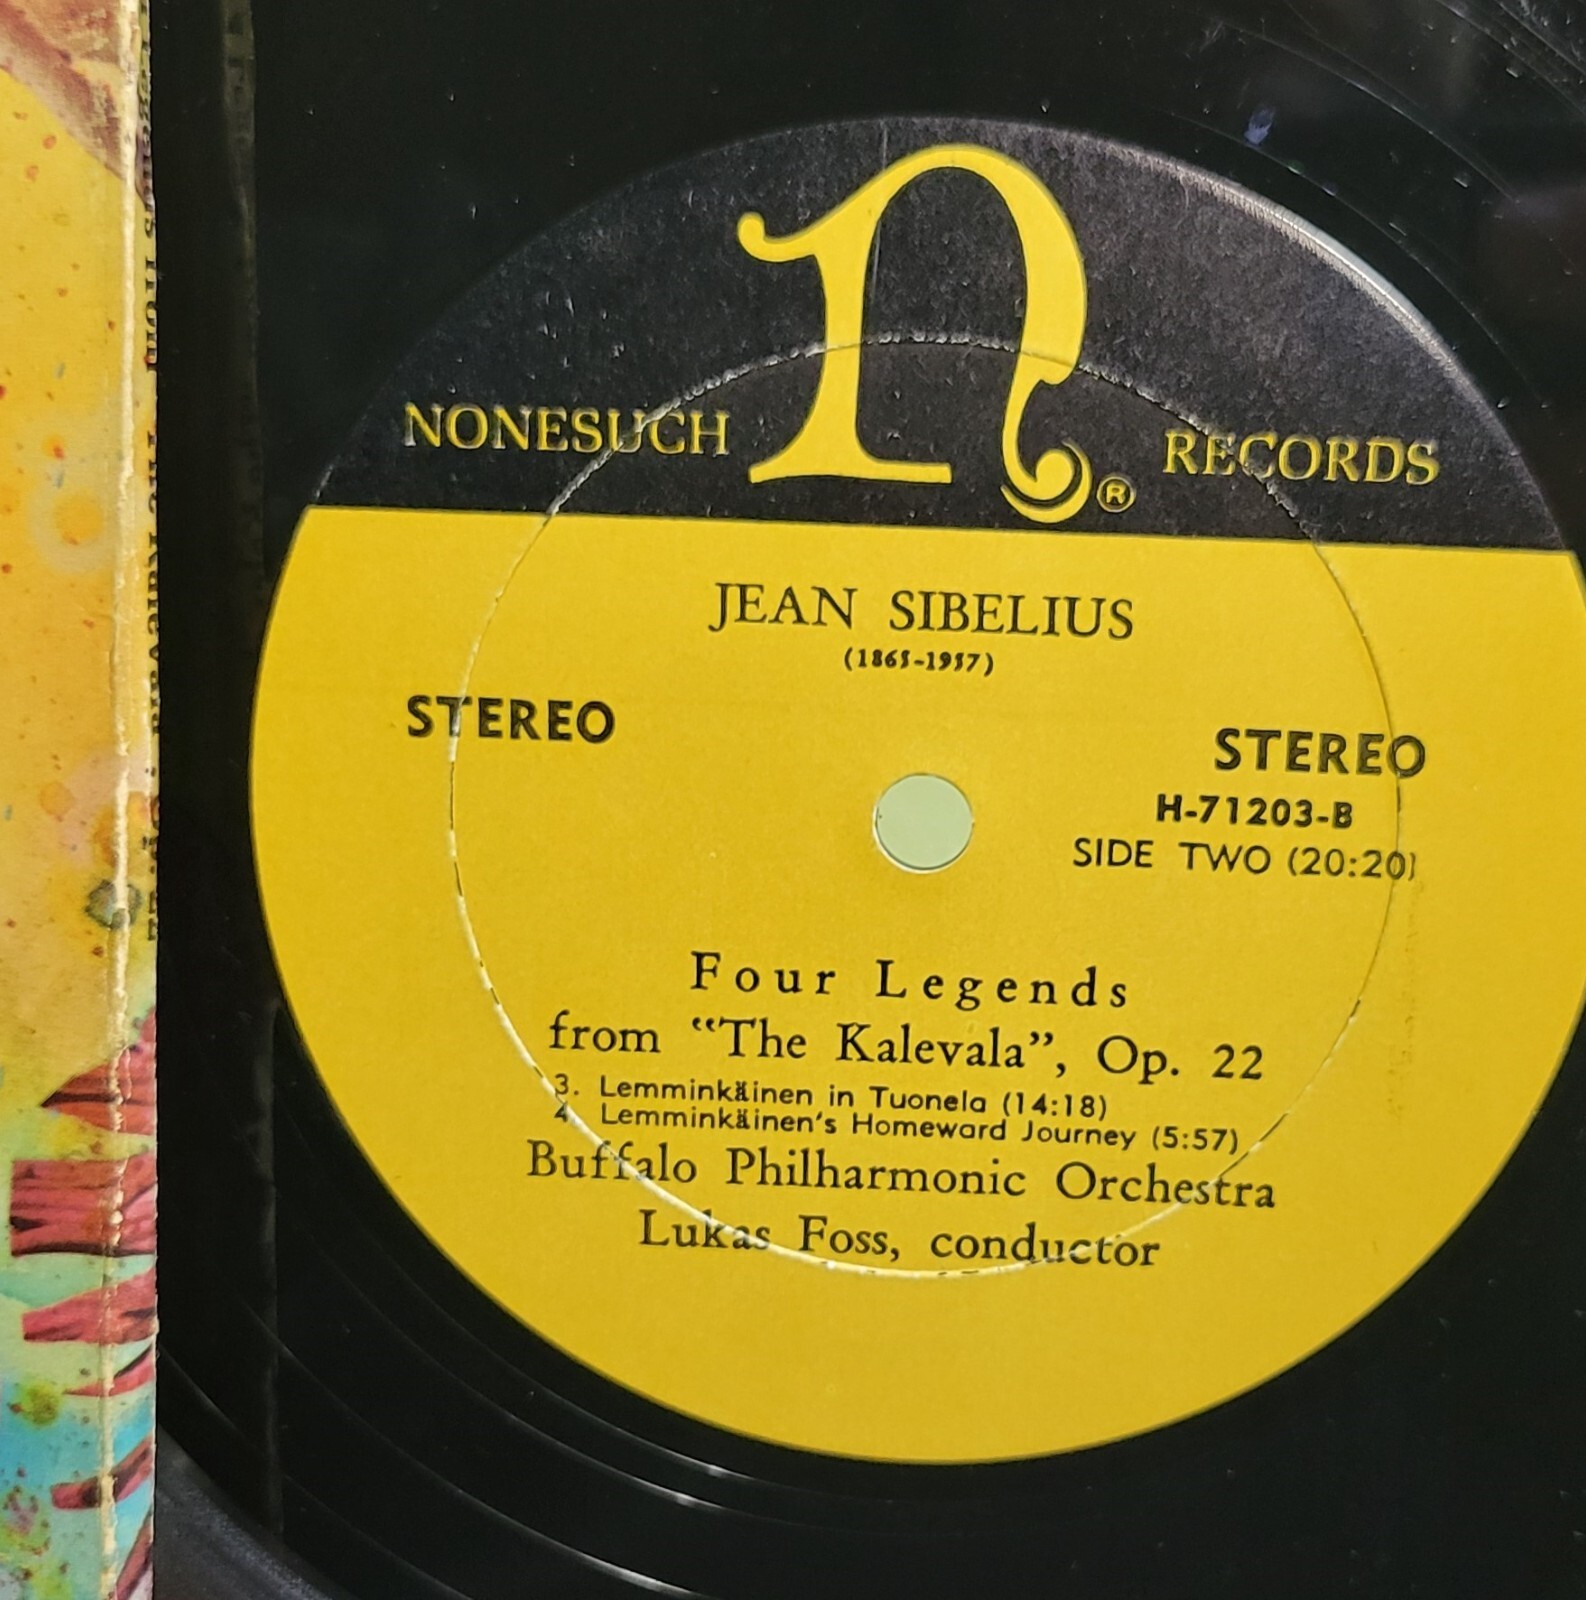 n
NONESUCH RECORDS
®
JEAN SIBELIUS
(1865-1957)
STEREO
STEREO
H-71203-B
SIDE TWO (20:20)
Four Legends
from “The Kalevala”, Op. 22
3. Lemminkäinen in Tuonela (14:18)
4. Lemminkäinen's Homeward Journey (5:57)
Buffalo Philharmonic Orchestra
Lukas Foss, conductor